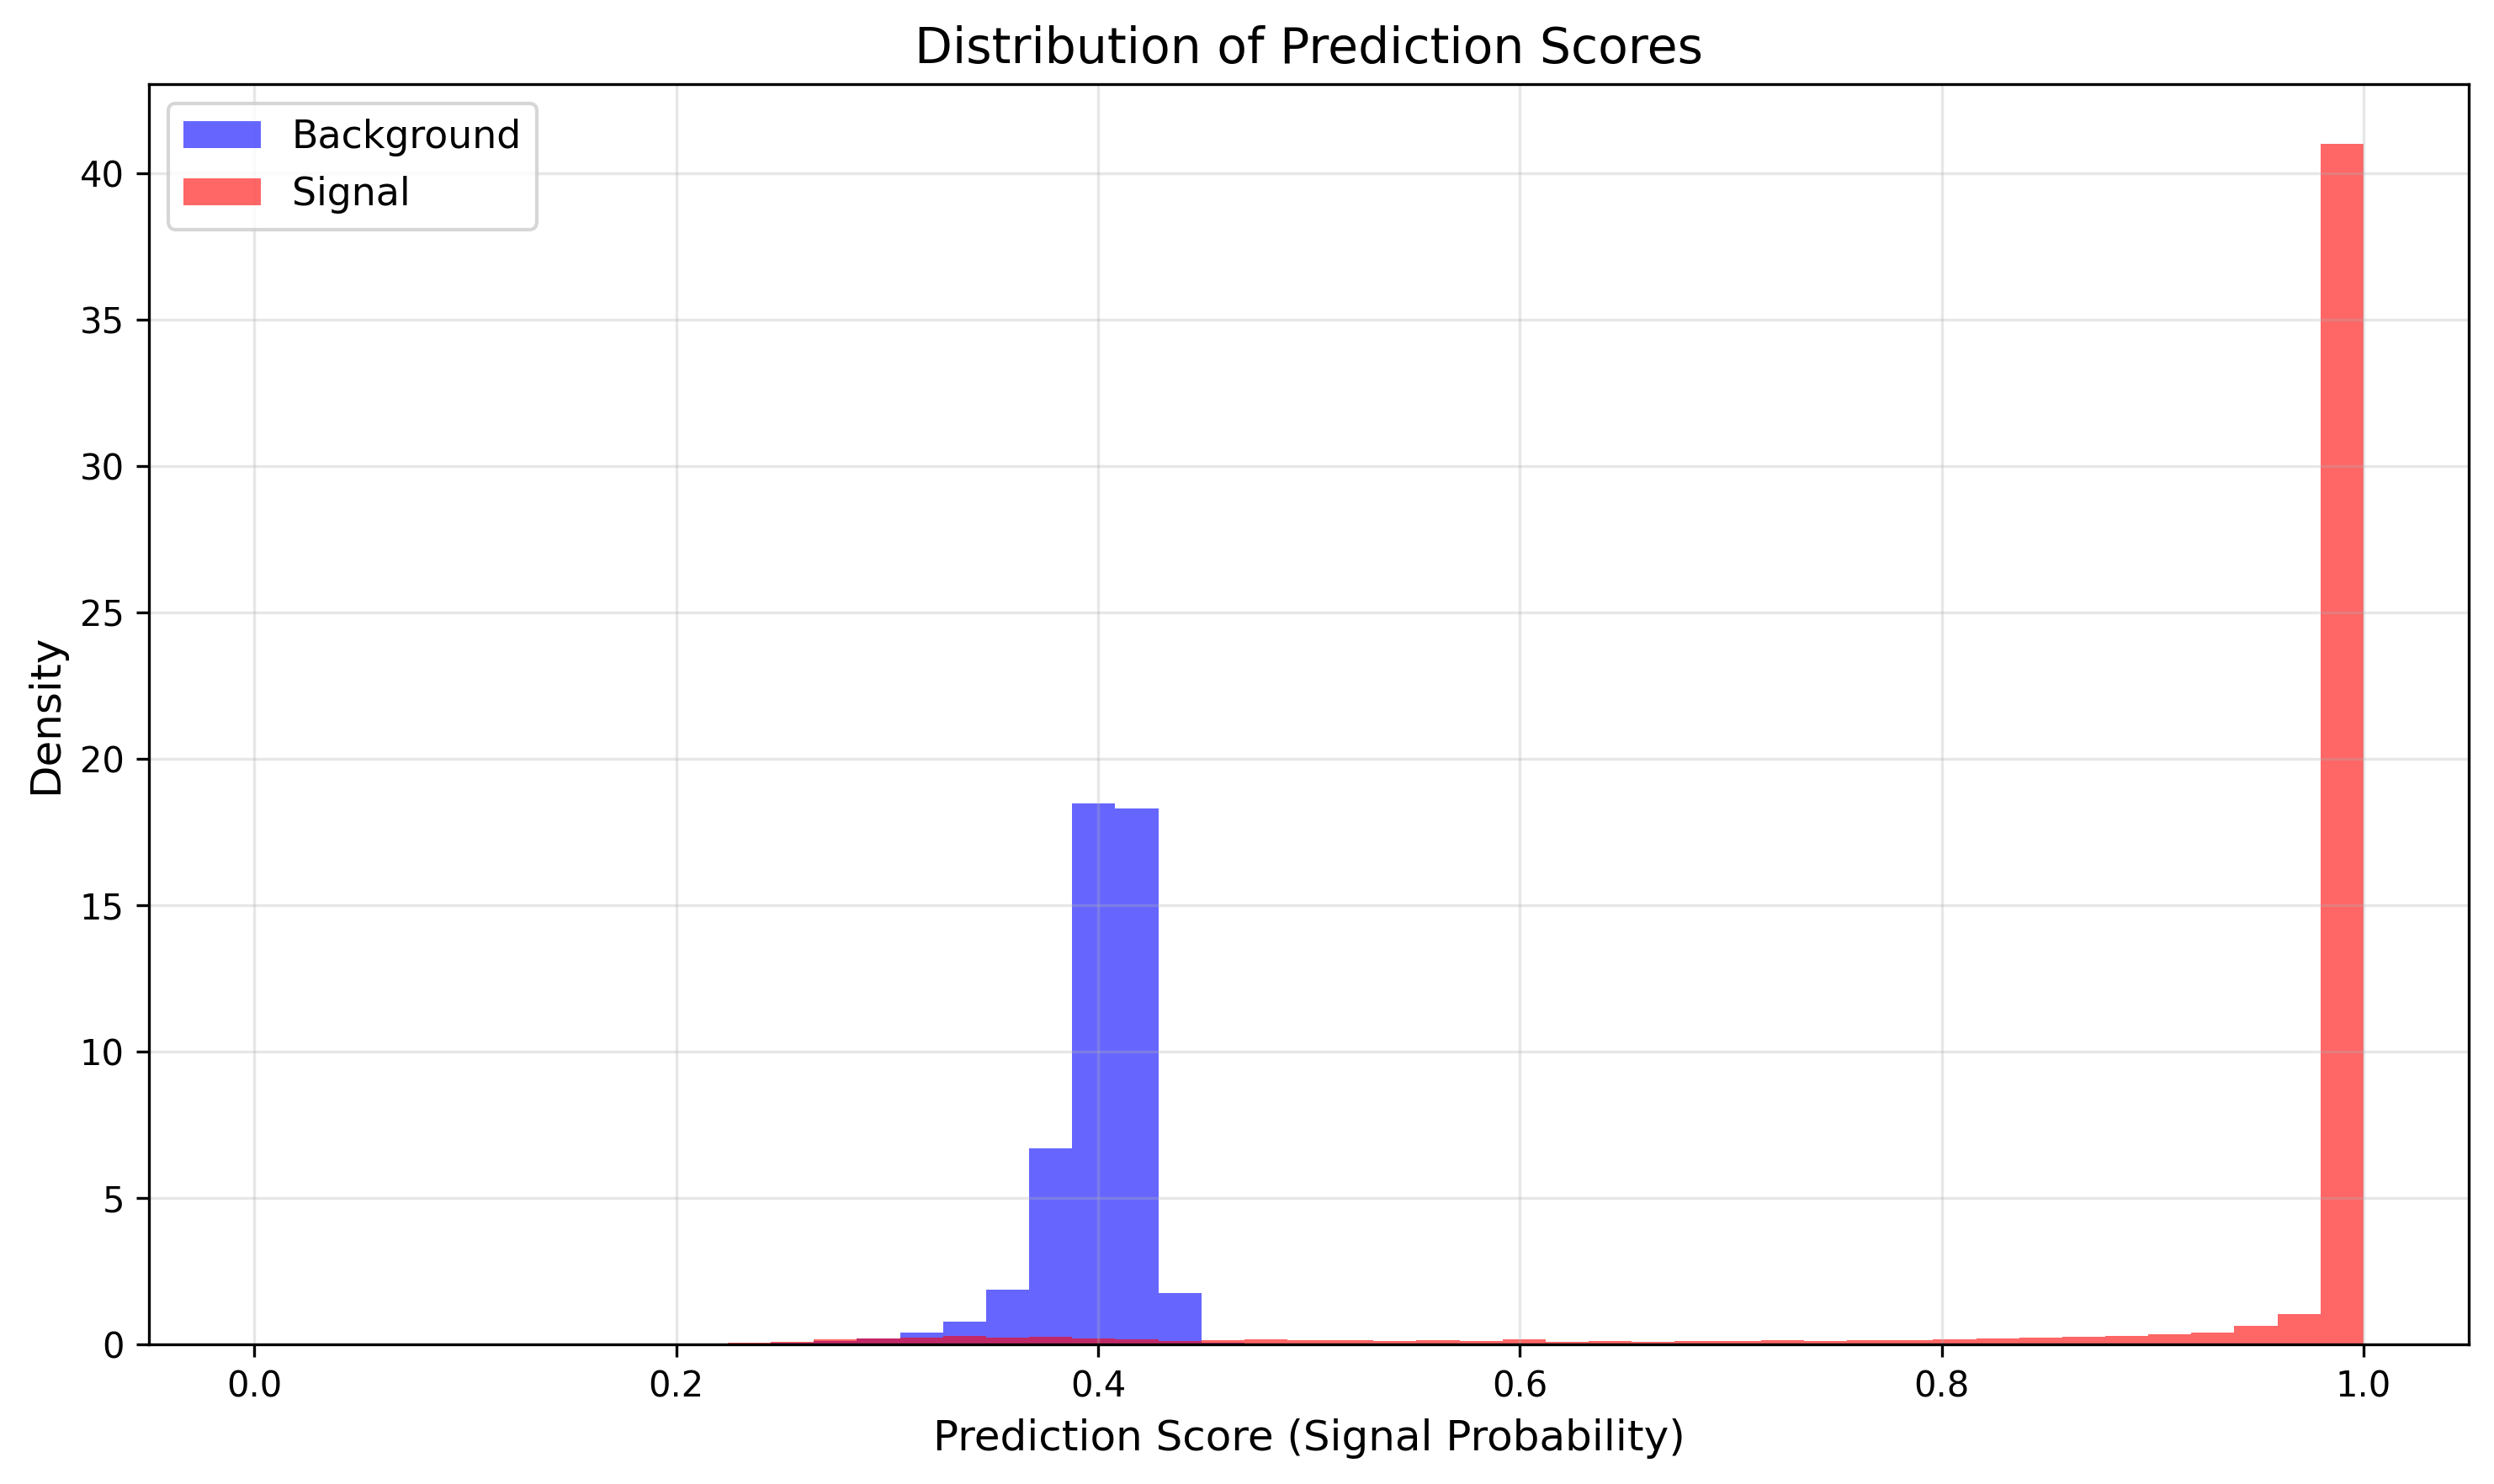 Distribution of Prediction Scores
Background
Signal
40
35
30
25
20
15
10
5
0
Density
0.0 0.2 0.4 0.6 0.8 1.0
Prediction Score (Signal Probability)